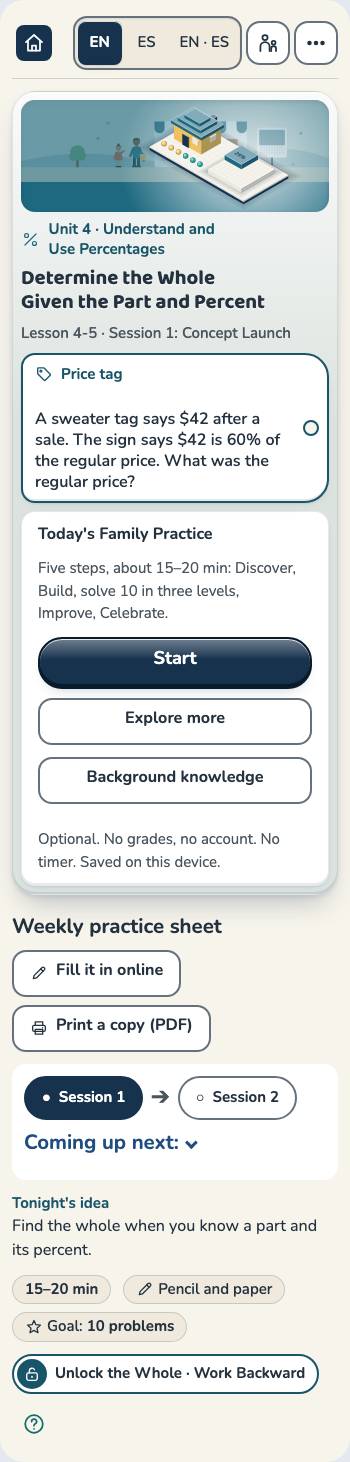 EN
ES
EN · ES
Unit 4 · Understand and
Use Percentages
Determine the Whole
Given the Part and Percent
Lesson 4-5 · Session 1: Concept Launch
Price tag
A sweater tag says $42 after a
sale. The sign says $42 is 60% of
the regular price. What was the
regular price?
Today's Family Practice
Five steps, about 15–20 min: Discover,
Build, solve 10 in three levels,
Improve, Celebrate.
Start
Explore more
Background knowledge
Optional. No grades, no account. No
timer. Saved on this device.
Weekly practice sheet
Fill it in online
Print a copy (PDF)
Session 1
Session 2
Coming up next:
Tonight's idea
Find the whole when you know a part and
its percent.
15–20 min
Pencil and paper
Goal: 10 problems
Unlock the Whole · Work Backward